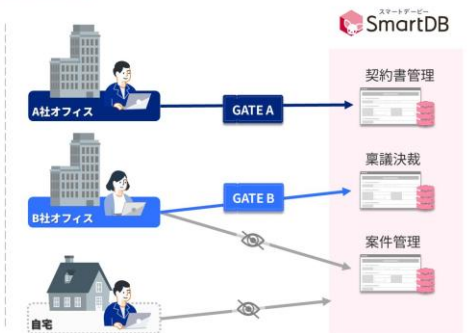 スマートデービー
SmartDB
契約書管理
A社オフィス
GATE A
稟議決裁
B社オフィス
GATE B
案件管理
自宅